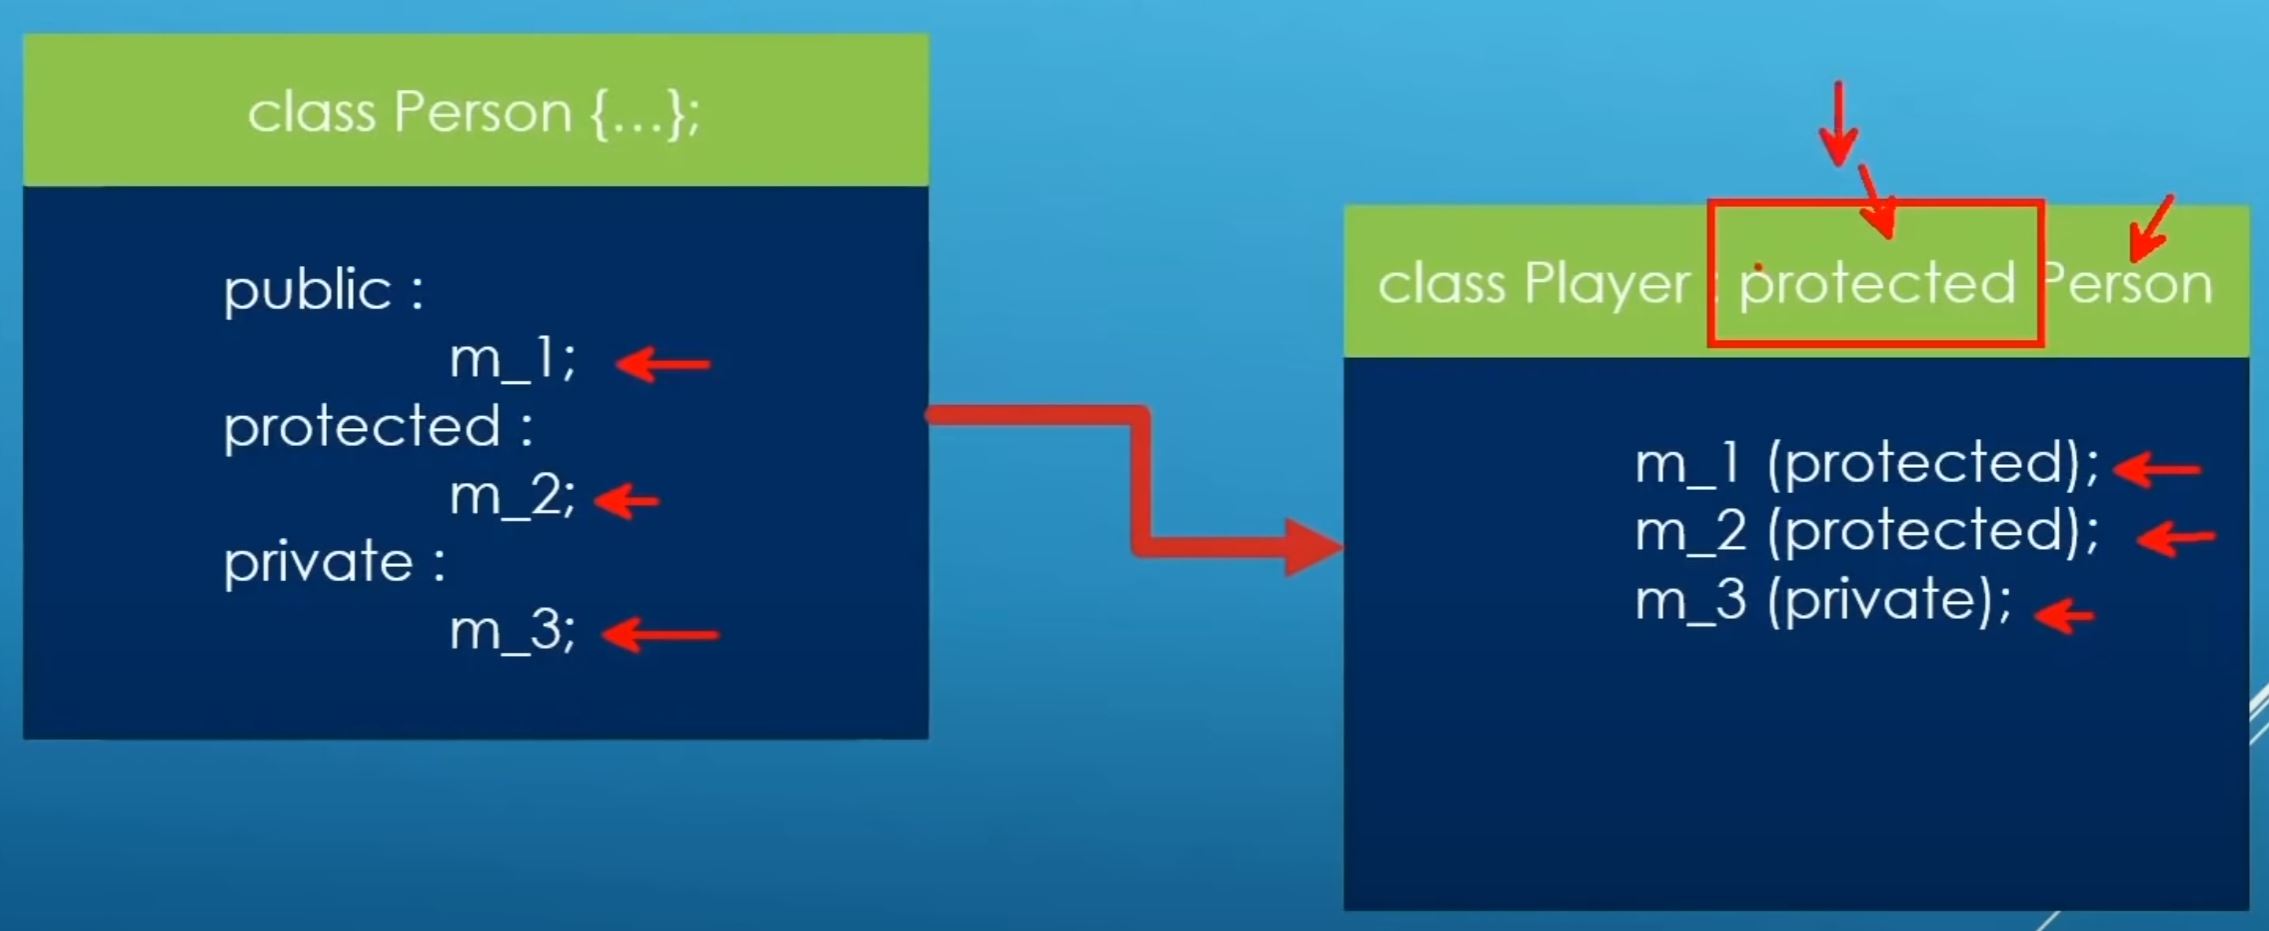 class Person {...};
public :
m_1;
protected :
m_2;
private :
m_3;
class Player : protected Person
m_1 (protected);
m_2 (protected);
m_3 (private);